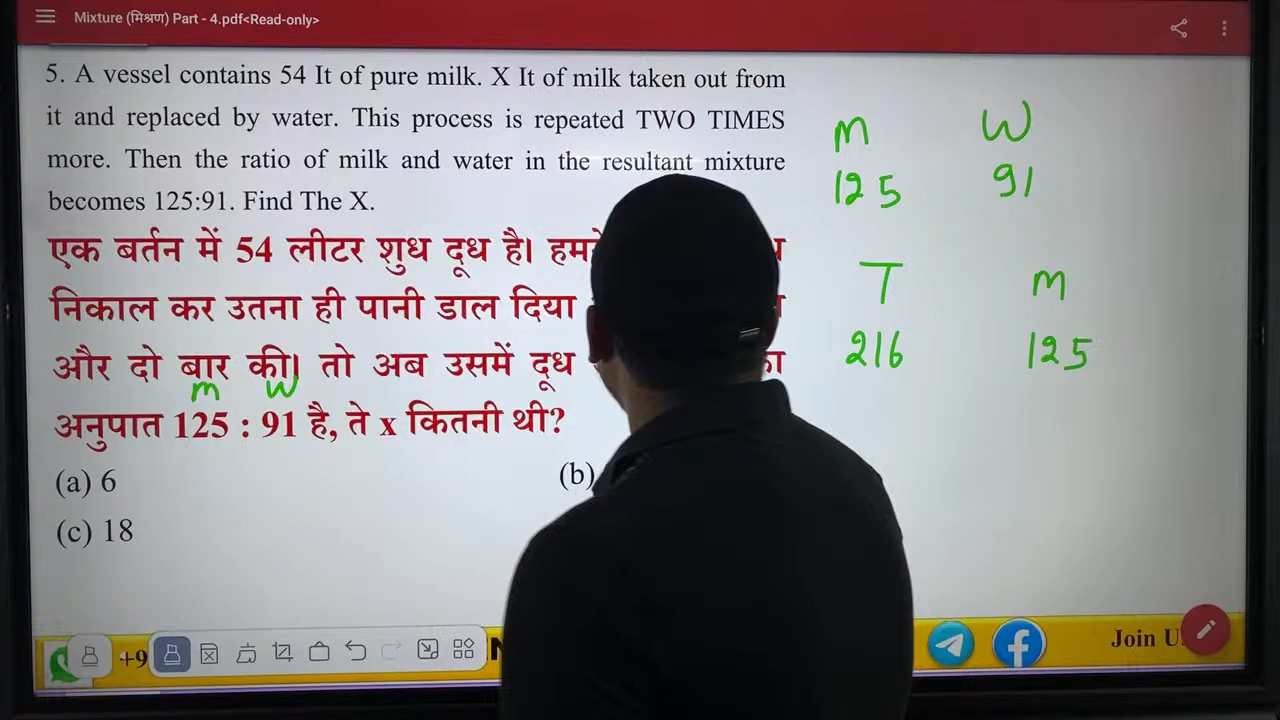 Mixture (मिश्रण) Part - 4.pdf<Read-only>
5. A vessel contains 54 lt of pure milk. X lt of milk taken out from
it and replaced by water. This process is repeated TWO TIMES
more. Then the ratio of milk and water in the resultant mixture
becomes 125:91. Find The X.
एक बर्तन में 54 लीटर शुध दूध है।
निकाल कर उतना ही पानी डाल दिया
और दो बार की। तो अब उसमें दूध
m w
अनुपात 125 : 91 है, ते x कितनी थी?
(a) 6
(b)
(c) 18
m W
125 91
T m
216 125
+9
Join